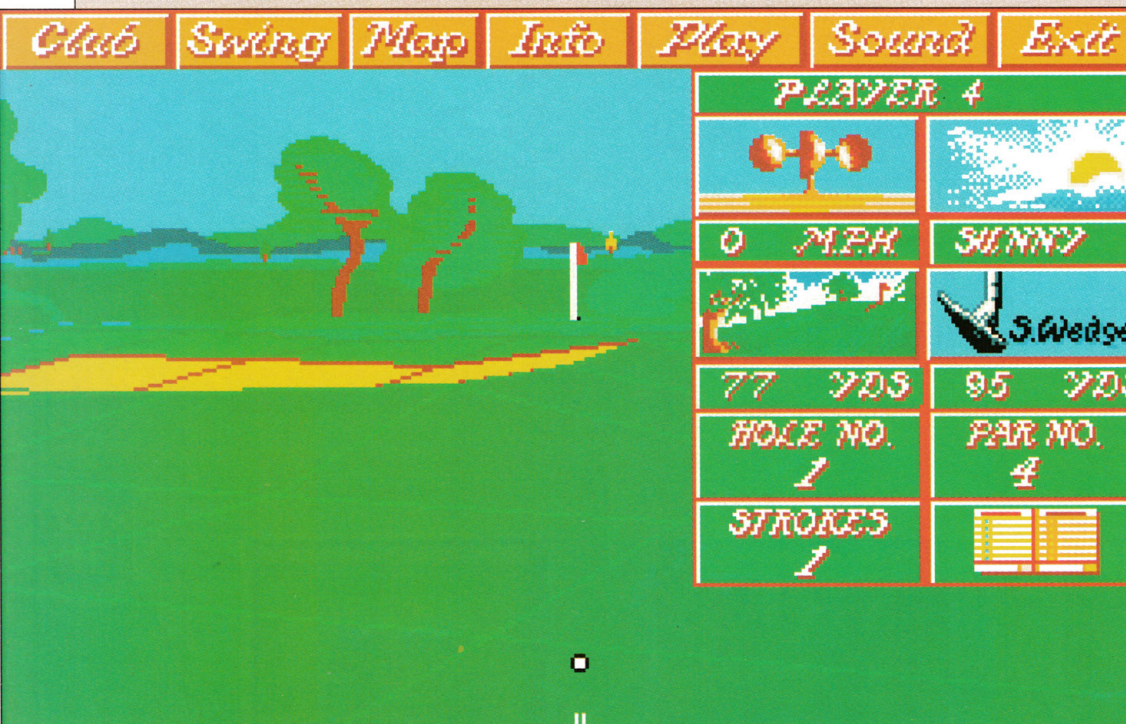 Club Swing Map Info Play Sound Exit
PLAYER 4
0 M.P.H SUNNY
S.Wedge
77 YDS 95 YDS
HOLE NO. PAR NO.
1 4
STROKES
1